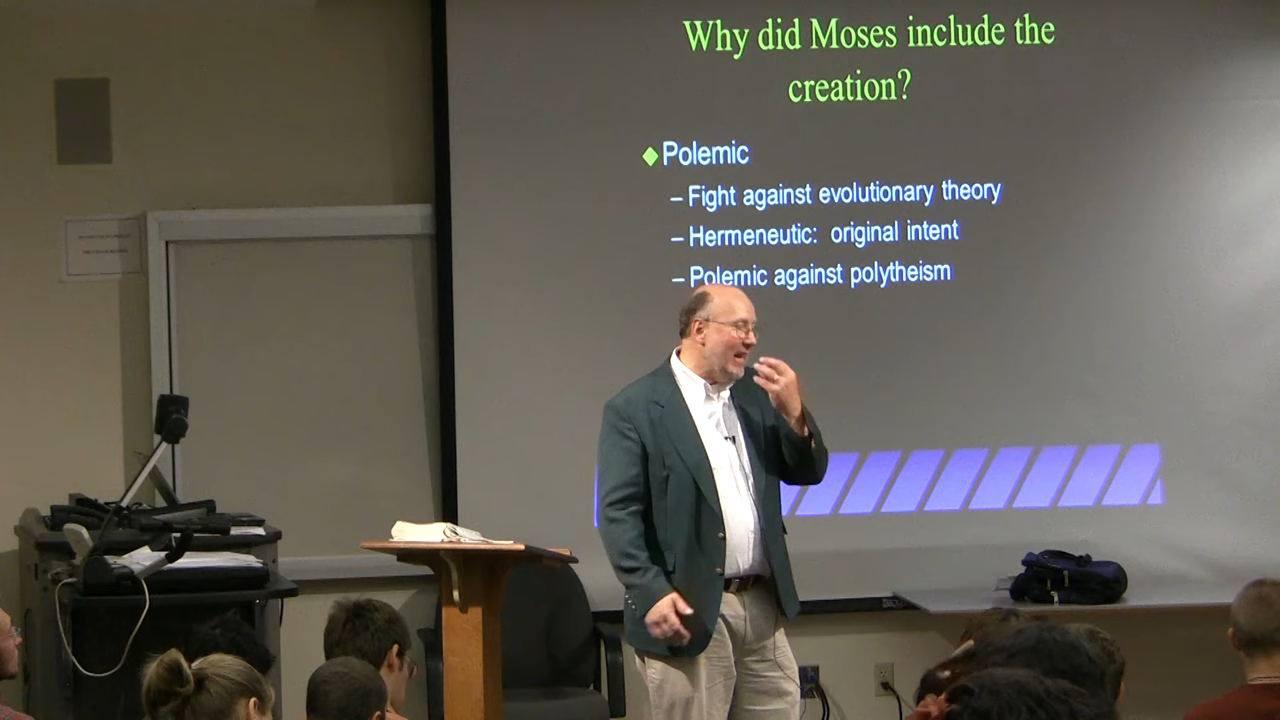 Why did Moses include the
creation?
Polemic
– Fight against evolutionary theory
– Hermeneutic: original intent
– Polemic against polytheism